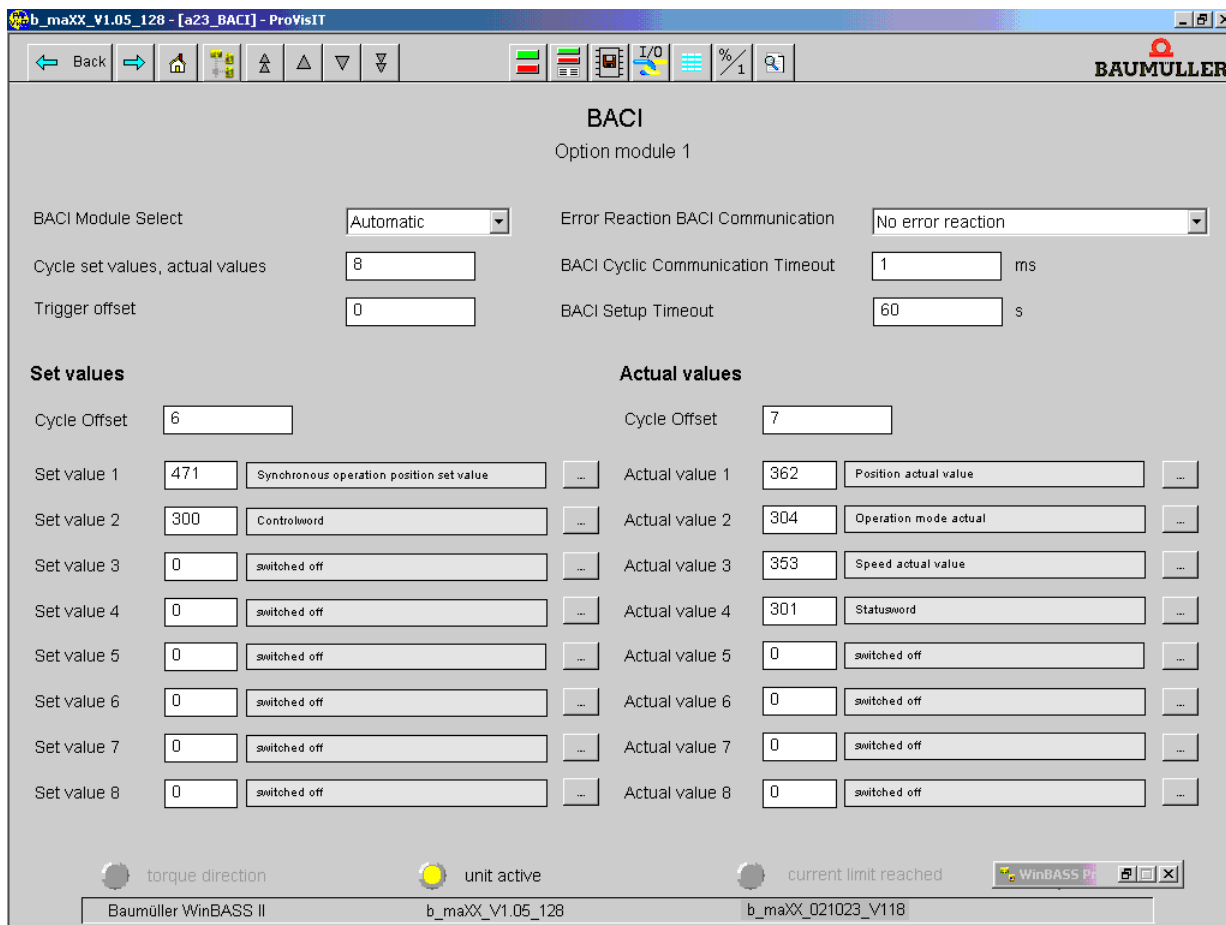 b_maXX_V1.05_128 - [a23_BACI] - ProVisIT
Back
I/O
%/1
BAUMÜLLER
BACI
Option module 1
BACI Module Select Automatic Error Reaction BACI Communication No error reaction
Cycle set values, actual values 8 BACI Cyclic Communication Timeout 1 ms
Trigger offset 0 BACI Setup Timeout 60 s
Set values Actual values
Cycle Offset 6 Cycle Offset 7
Set value 1 471 Synchronous operation position set value ... Actual value 1 362 Position actual value ...
Set value 2 300 Controlword ... Actual value 2 304 Operation mode actual ...
Set value 3 0 switched off ... Actual value 3 353 Speed actual value ...
Set value 4 0 switched off ... Actual value 4 301 Statusword ...
Set value 5 0 switched off ... Actual value 5 0 switched off ...
Set value 6 0 switched off ... Actual value 6 0 switched off ...
Set value 7 0 switched off ... Actual value 7 0 switched off ...
Set value 8 0 switched off ... Actual value 8 0 switched off ...
torque direction unit active current limit reached WinBASS
Baumüller WinBASS II b_maXX_V1.05_128 b_maXX_021023_V118